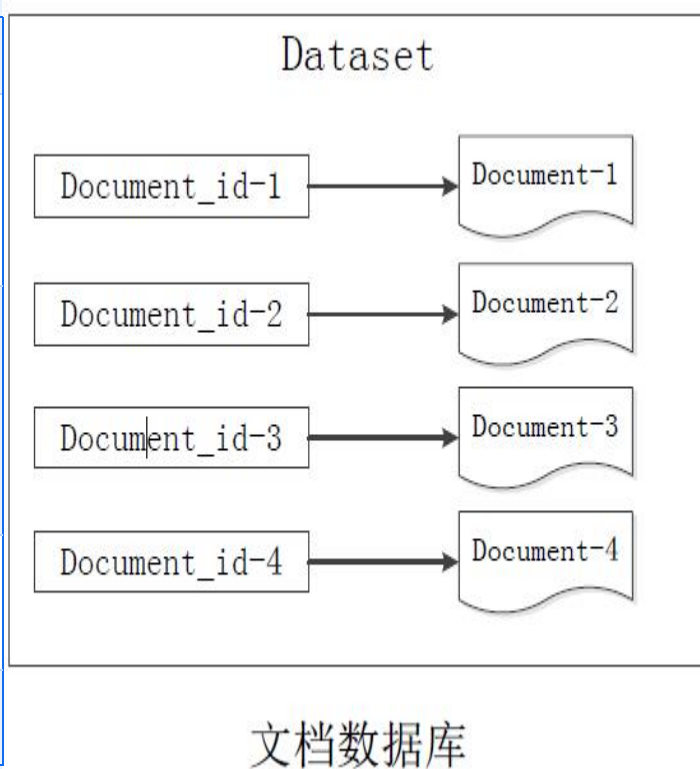 Dataset
Document_id-1
Document-1
Document_id-2
Document-2
Document_id-3
Document-3
Document_id-4
Document-4
文档数据库